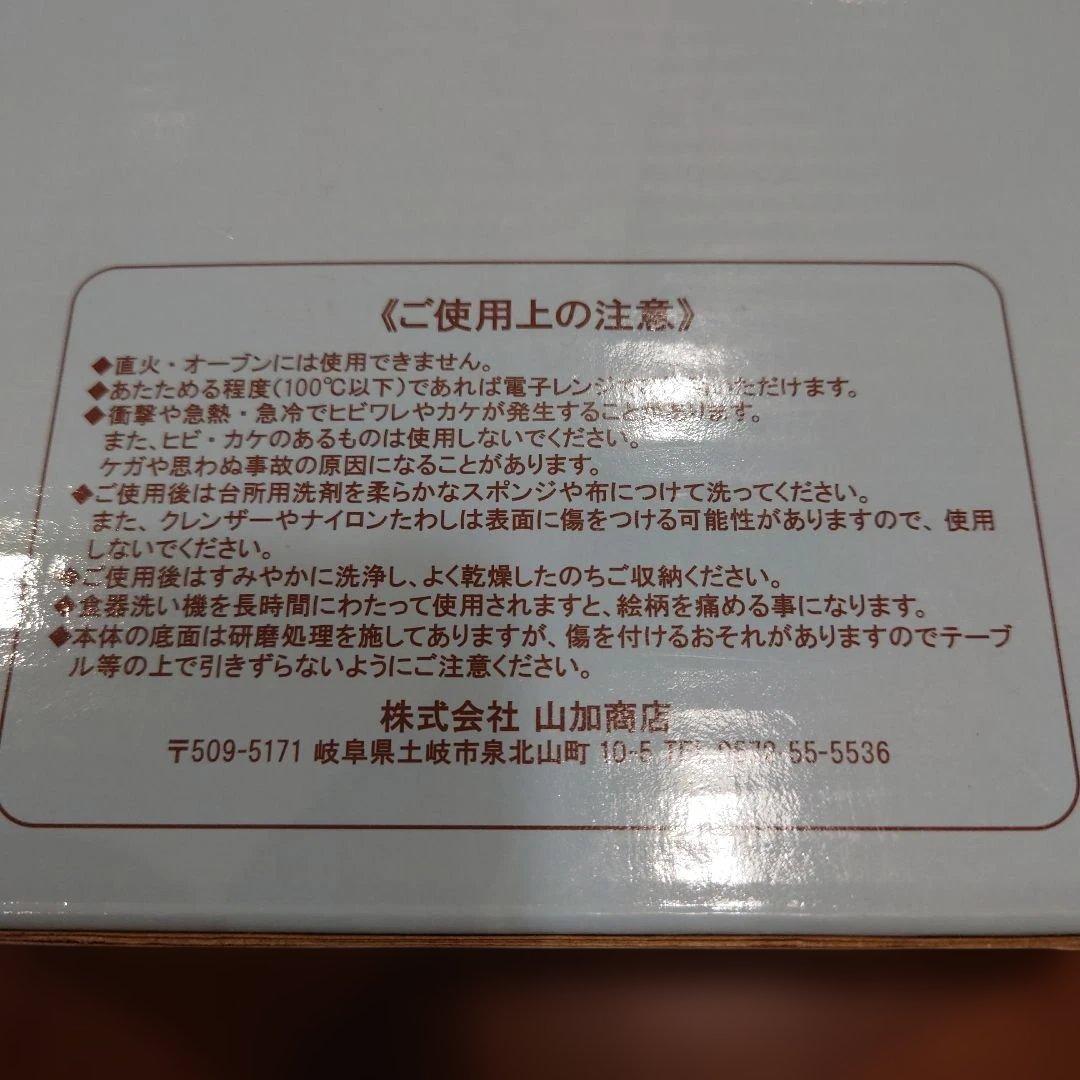 《ご使用上の注意》
◆直火・オーブンには使用できません。
◆あたためる程度(100℃以下)であれば電子レンジで いただけます。
◆衝撃や急熱・急冷でヒビワレやカケが発生することがあります。
また、ヒビ・カケのあるものは使用しないでください。
ケガや思わぬ事故の原因になることがあります。
◆ご使用後は台所用洗剤を柔らかなスポンジや布につけて洗ってください。
また、クレンザーやナイロンたわしは表面に傷をつける可能性がありますので、使用
しないでください。
◆ご使用後はすみやかに洗浄し、よく乾燥したのちご収納ください。
◆食器洗い機を長時間にわたって使用されますと、絵柄を痛める事になります。
◆本体の底面は研磨処理を施してありますが、傷を付けるおそれがありますのでテーブ
ル等の上で引きずらないようにご注意ください。
株式会社 山加商店
〒509-5171 岐阜県土岐市泉北山町 10-5 TEL 0572-55-5536